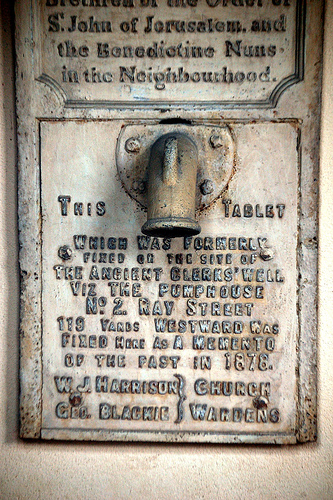 Brethren of the Order of
St. John of Jerusalem. and
the Benedictine Nuns
in the Neighbourhood.
THIS TABLET
WHICH WAS FORMERLY
FIXED ON THE SITE OF
THE ANCIENT CLERKS' WELL
VIZ THE PUMPHOUSE
No. 2. RAY STREET
113 YARDS WESTWARD WAS
FIXED HERE AS A MEMENTO
OF THE PAST IN 1878.
W. J. HARRISON } CHURCH
GEO. BLACKIE } WARDENS